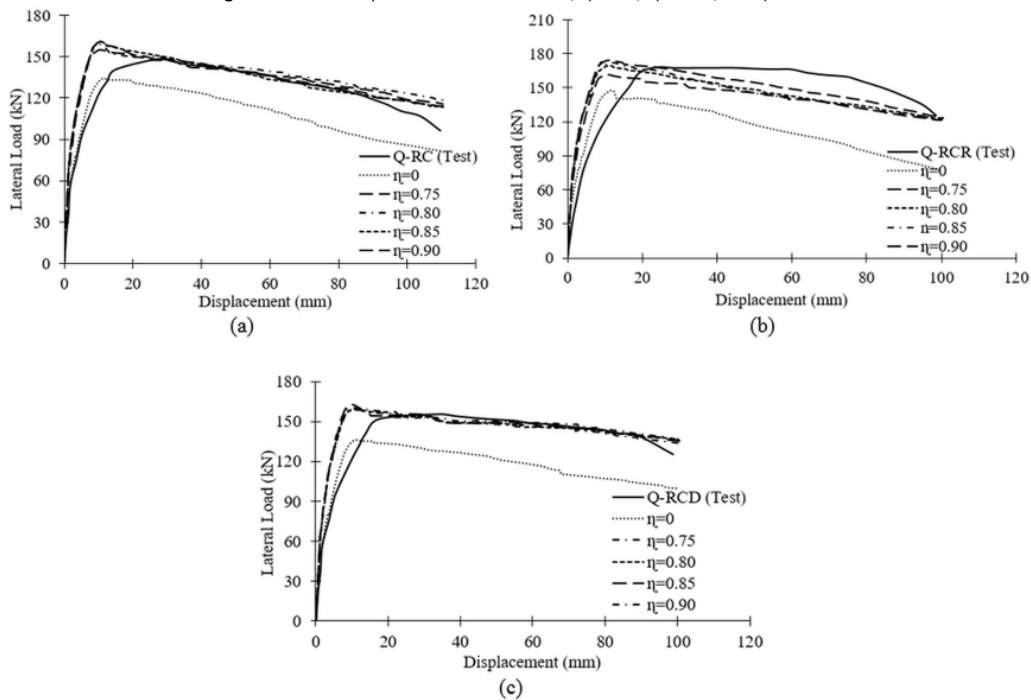 180
150
120
90
60
30
0
Lateral Load (kN)
Q-RC (Test)
η=0
η=0.75
η=0.80
η=0.85
η=0.90
0 20 40 60 80 100 120
Displacement (mm)
(a)
210
180
150
120
90
60
30
0
Lateral Load (kN)
Q-RCR (Test)
η=0
η=0.75
η=0.80
n=0.85
η=0.90
0 20 40 60 80 100 120
Displacement (mm)
(b)
180
150
120
90
60
30
0
Lateral Load (kN)
Q-RCD (Test)
η=0
η=0.75
η=0.80
η=0.85
η=0.90
0 20 40 60 80 100
Displacement (mm)
(c)